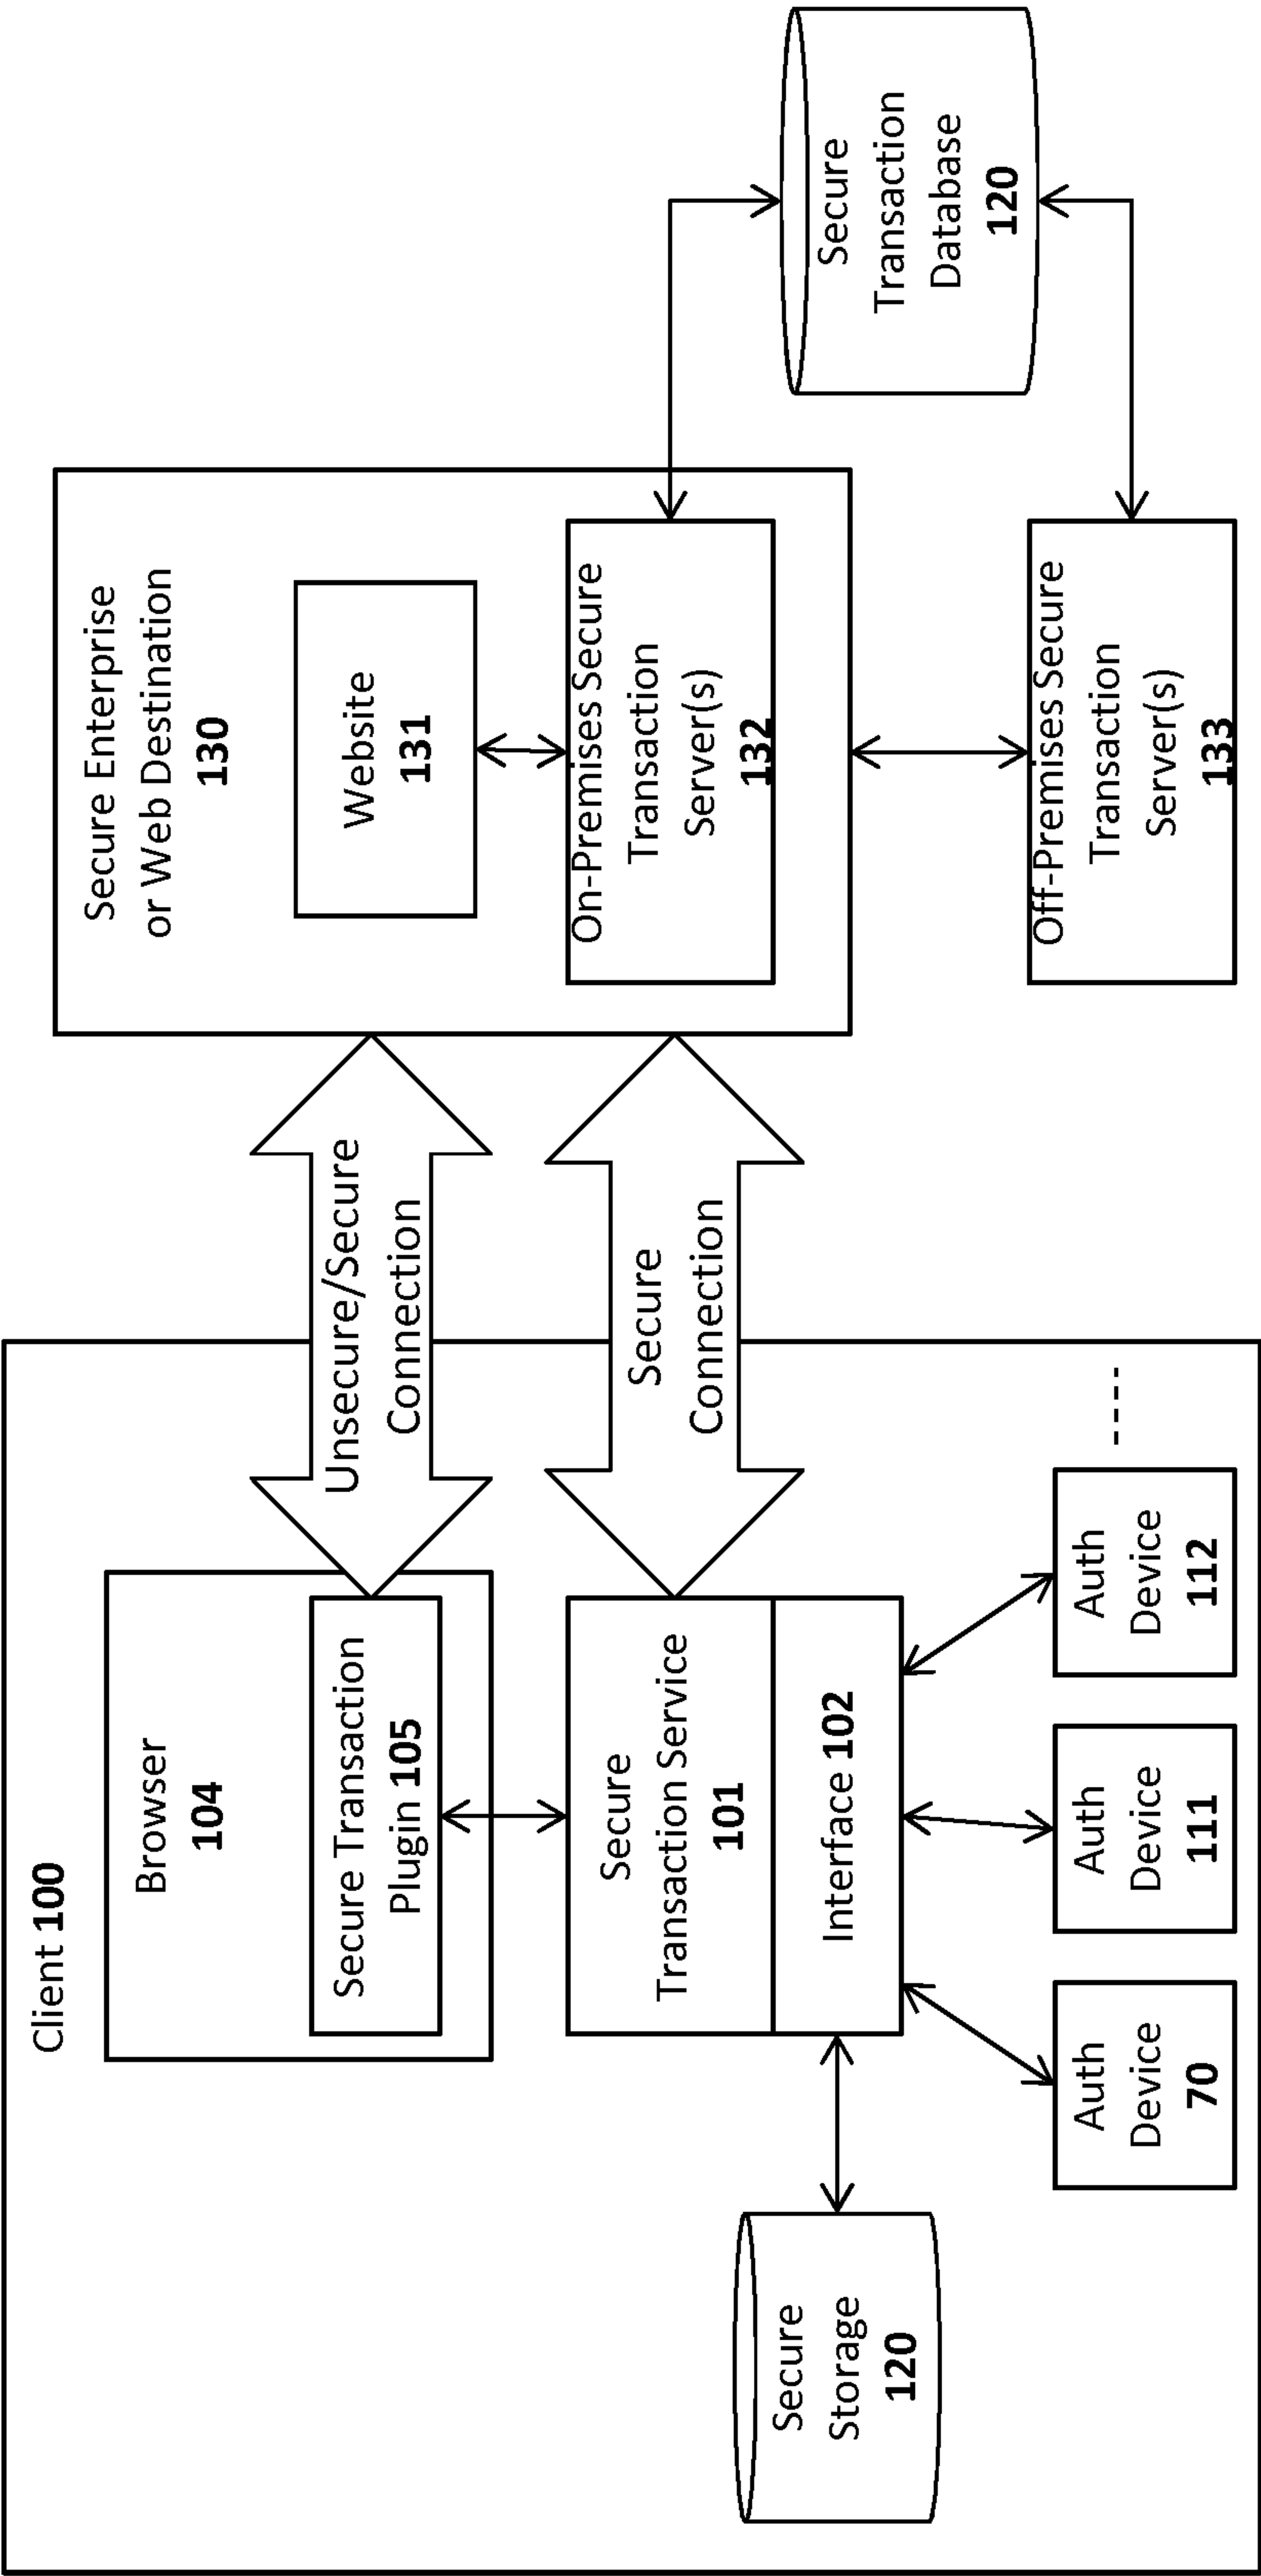 Client 100
Browser
104
Secure Transaction
Plugin 105
Unsecure/Secure
Connection
Secure
Transaction Service
101
Interface 102
Secure
Connection
Secure
Storage
120
Auth
Device
70
Auth
Device
111
Auth
Device
112
Secure Enterprise
or Web Destination
130
Website
131
On-Premises Secure
Transaction
Server(s)
132
Off-Premises Secure
Transaction
Server(s)
133
Secure
Transaction
Database
120